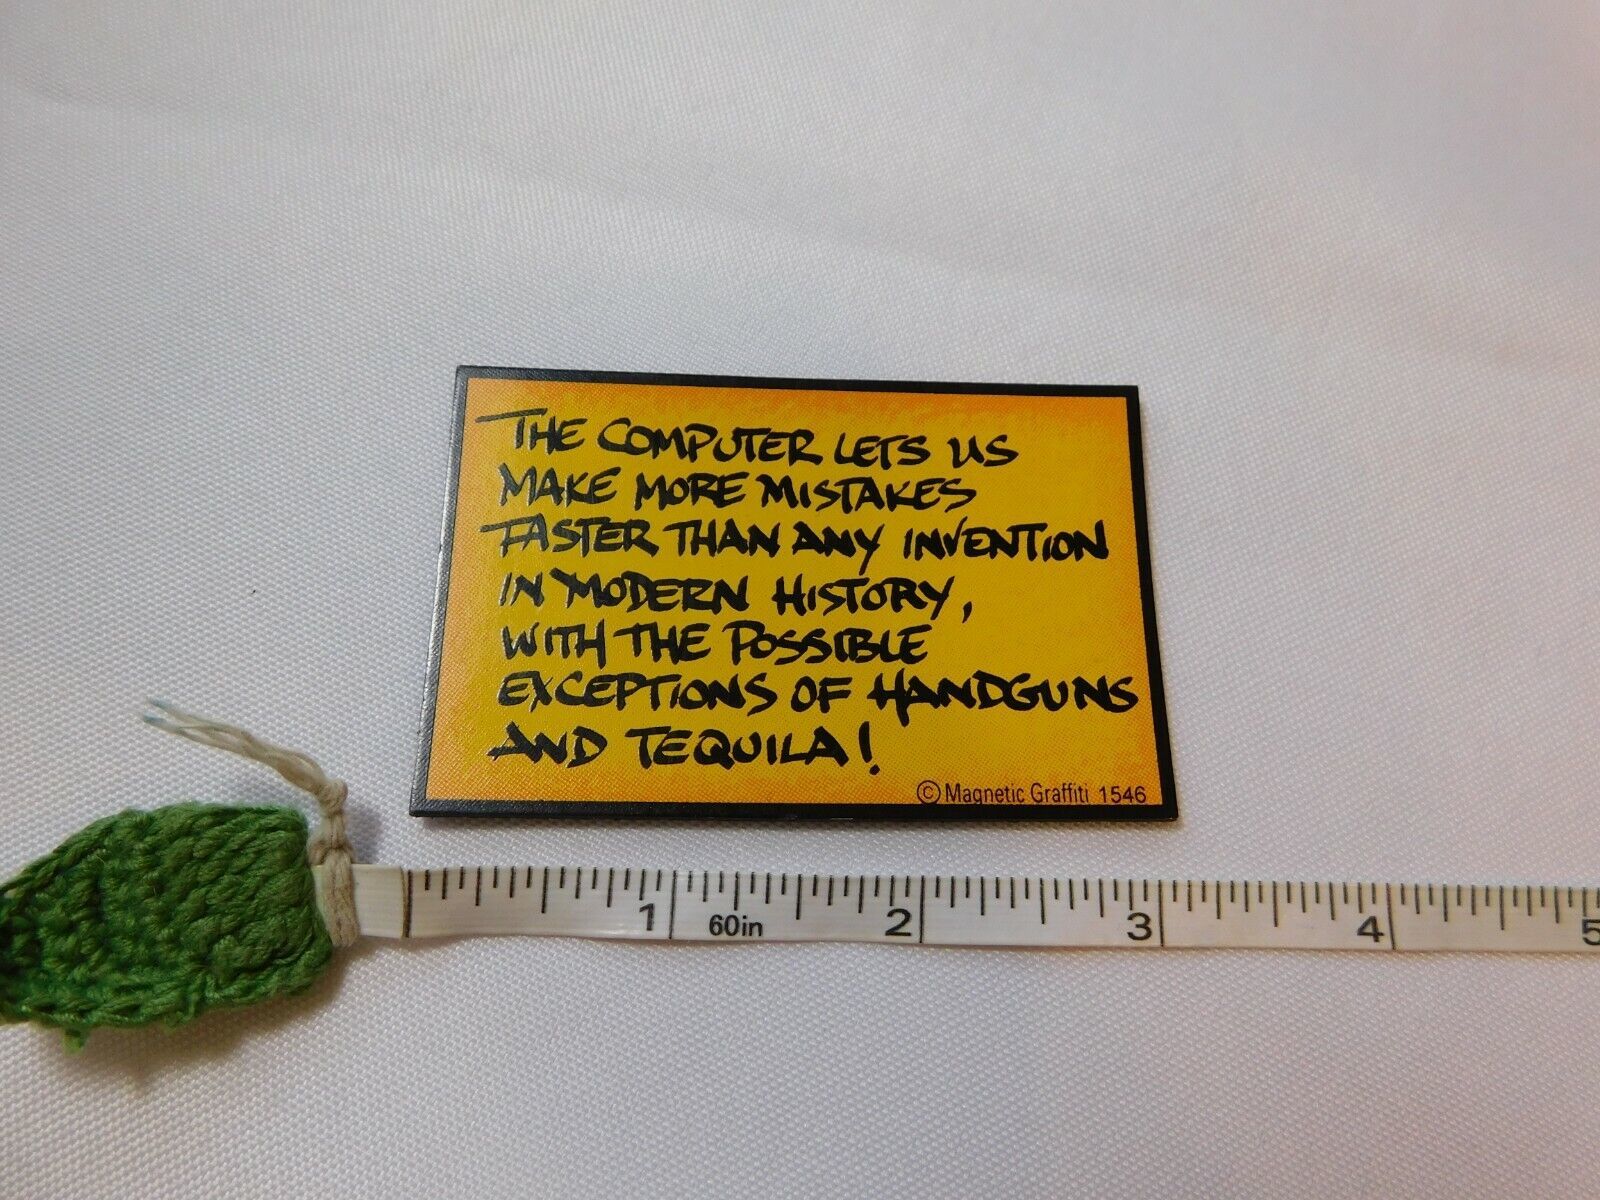 THE COMPUTER LETS US
MAKE MORE MISTAKES
FASTER THAN ANY INVENTION
IN MODERN HISTORY,
WITH THE POSSIBLE
EXCEPTIONS OF HANDGUNS
AND TEQUILA!
© Magnetic Graffiti 1546
1 60in 2 3 4 5